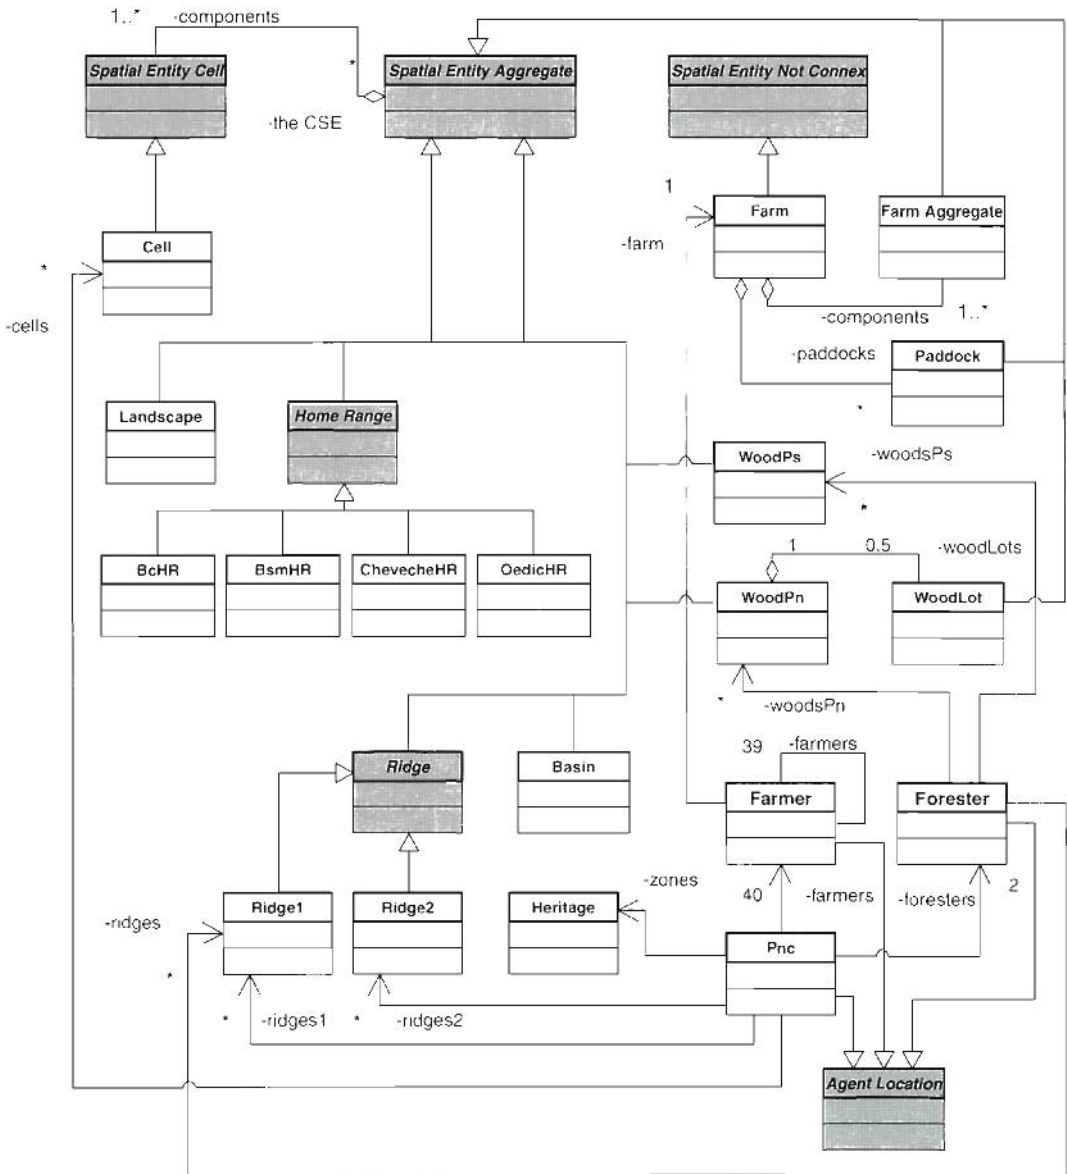 1..*
-components
Spatial Entity Cell
*
Spatial Entity Aggregate
Spatial Entity Not Connex
-the CSE
1
Farm
Farm Aggregate
-farm
Cell
*
-cells
-components
1..*
-paddocks
Paddock
*
Landscape
Home Range
WoodPs
-woodsPs
*
1
0.5
-woodLots
BcHR
BsmHR
ChevecheHR
OedicHR
WoodPn
WoodLot
*
-woodsPn
39
-farmers
Ridge
Basin
Farmer
Forester
-zones
40
-farmers
-foresters
2
-ridges
Ridge1
Ridge2
Heritage
Pnc
*
*
-ridges1
*
-ridges2
Agent Location